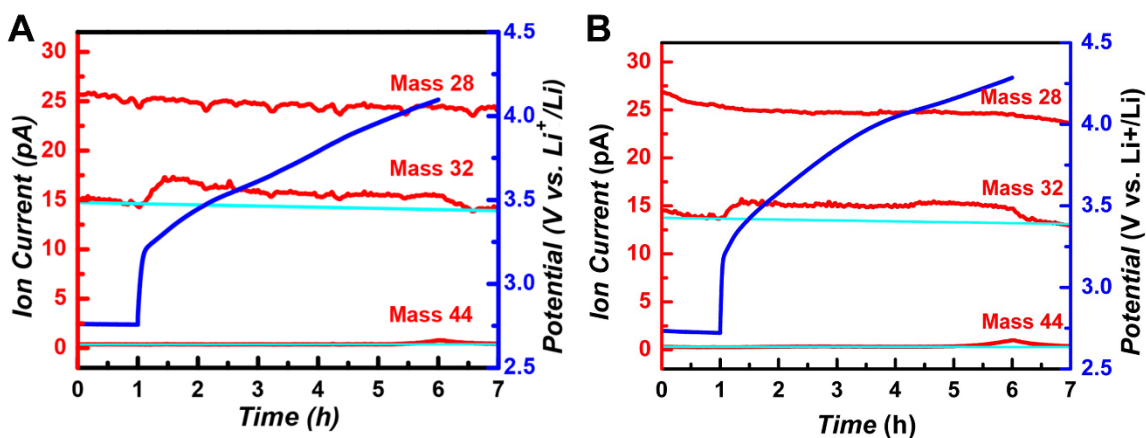 A
Ion Current (pA)
30
25
20
15
10
5
0
Mass 28
Mass 32
Mass 44
4.5
4.0
3.5
3.0
2.5
Potential (V vs. Li+/Li)
0 1 2 3 4 5 6 7
Time (h)
B
Ion Current (pA)
30
25
20
15
10
5
0
Mass 28
Mass 32
Mass 44
4.5
4.0
3.5
3.0
2.5
Potential (V vs. Li+/Li)
0 1 2 3 4 5 6 7
Time (h)